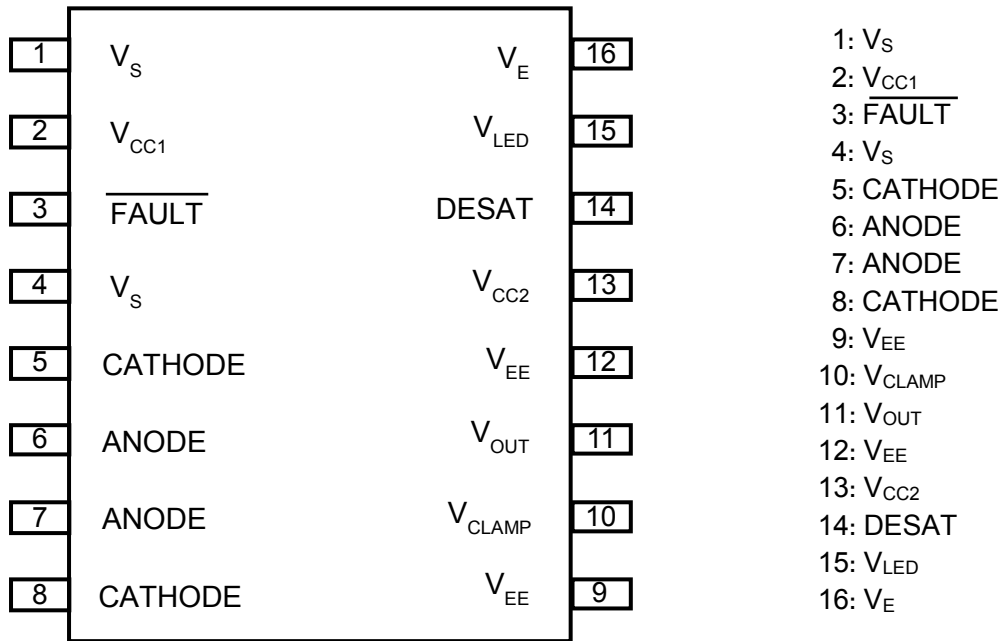 1 V_S V_E 16
2 V_CC1 V_LED 15
3 F̅A̅U̅L̅T̅ DESAT 14
4 V_S V_CC2 13
5 CATHODE V_EE 12
6 ANODE V_OUT 11
7 ANODE V_CLAMP 10
8 CATHODE V_EE 9
1: V_S
2: V_CC1
3: F̅A̅U̅L̅T̅
4: V_S
5: CATHODE
6: ANODE
7: ANODE
8: CATHODE
9: V_EE
10: V_CLAMP
11: V_OUT
12: V_EE
13: V_CC2
14: DESAT
15: V_LED
16: V_E